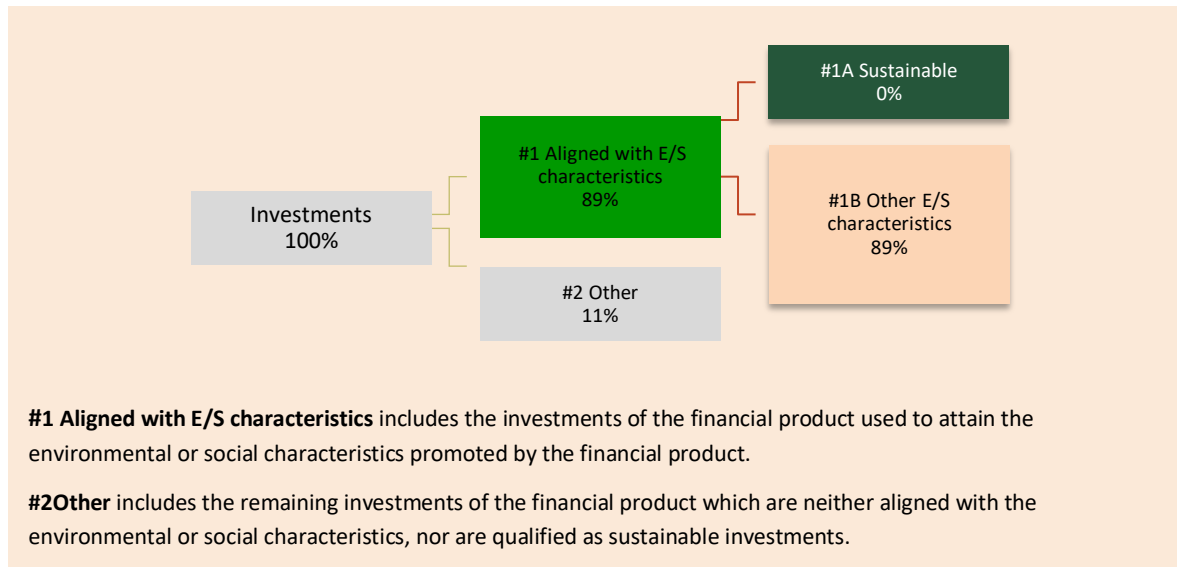 #1A Sustainable
0%
#1 Aligned with E/S
characteristics
89%
Investments
100%
#1B Other E/S
characteristics
89%
#2 Other
11%
#1 Aligned with E/S characteristics includes the investments of the financial product used to attain the
environmental or social characteristics promoted by the financial product.
#2Other includes the remaining investments of the financial product which are neither aligned with the
environmental or social characteristics, nor are qualified as sustainable investments.